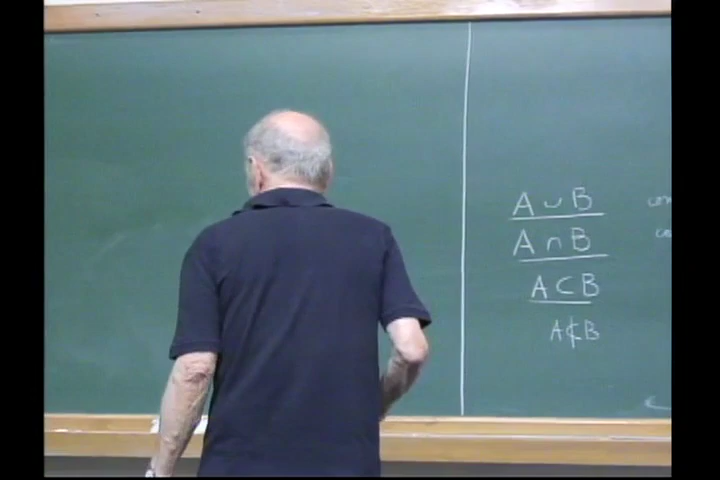 A ∪ B
A ∩ B
A ⊂ B
A ⊄ B